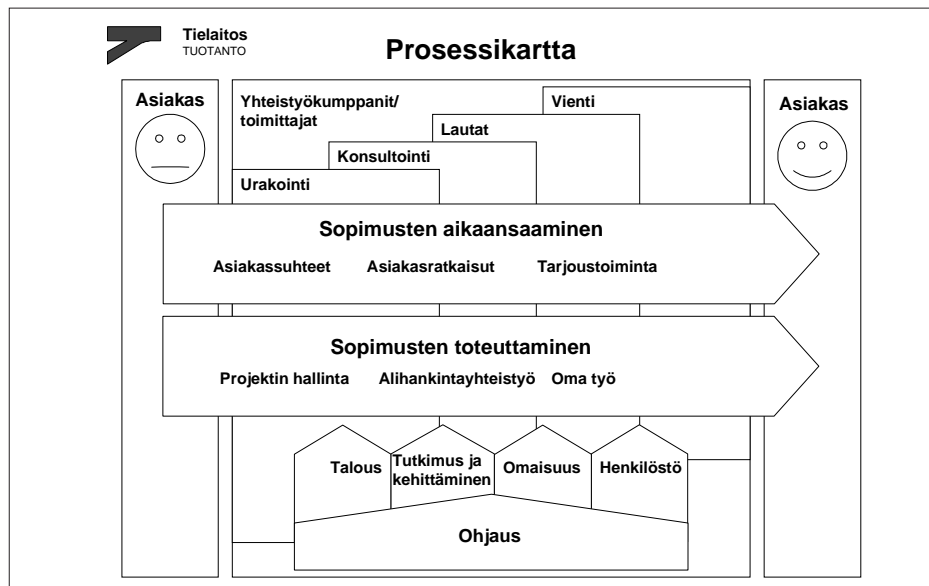 Tielaitos
TUOTANTO
Prosessikartta
Asiakas
Yhteistyökumppanit/
toimittajat
Vienti
Asiakas
Lautat
Konsultointi
Urakointi
Sopimusten aikaansaaminen
Asiakassuhteet Asiakasratkaisut Tarjoustoiminta
Sopimusten toteuttaminen
Projektin hallinta Alihankintayhteistyö Oma työ
Talous
Tutkimus ja
kehittäminen
Omaisuus
Henkilöstö
Ohjaus